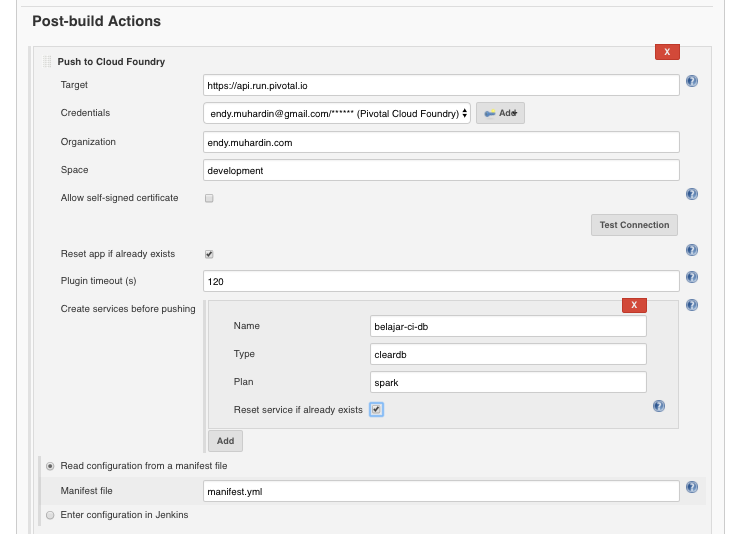 Post-build Actions
X
Push to Cloud Foundry
Target https://api.run.pivotal.io
Credentials endy.muhardin@gmail.com/****** (Pivotal Cloud Foundry) Add
Organization endy.muhardin.com
Space development
Allow self-signed certificate
Test Connection
Reset app if already exists
Plugin timeout (s) 120
Create services before pushing
X
Name belajar-ci-db
Type cleardb
Plan spark
Reset service if already exists
Add
Read configuration from a manifest file
Manifest file manifest.yml
Enter configuration in Jenkins